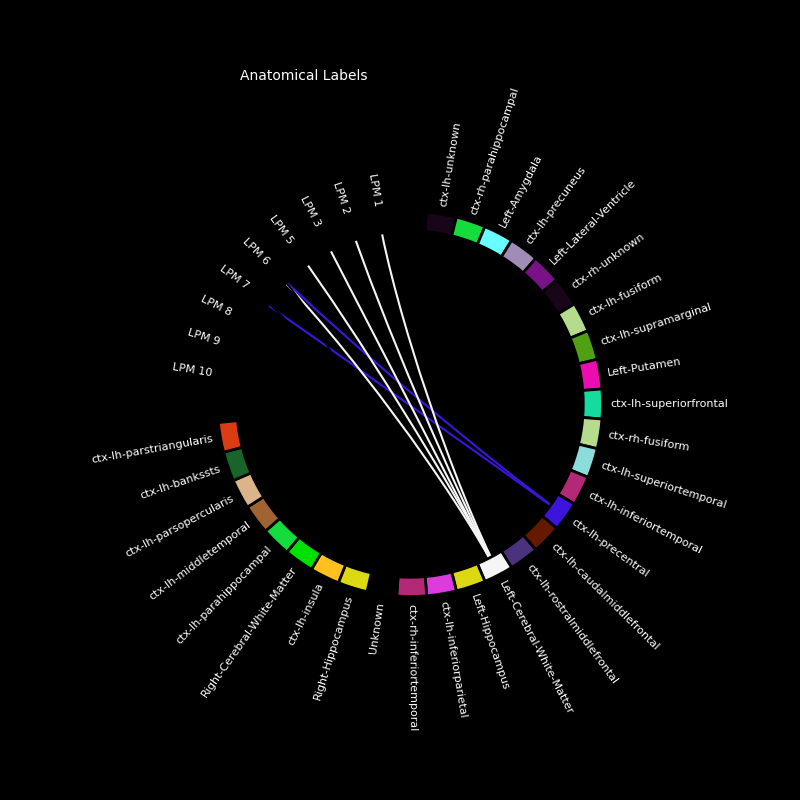 Anatomical Labels
ctx-lh-unknown
ctx-rh-parahippocampal
Left-Amygdala
ctx-lh-precuneus
Left-Lateral-Ventricle
ctx-rh-unknown
ctx-lh-fusiform
ctx-lh-supramarginal
Left-Putamen
ctx-lh-superiorfrontal
ctx-rh-fusiform
ctx-lh-superiortemporal
ctx-lh-inferiortemporal
ctx-lh-precentral
ctx-lh-caudalmiddlefrontal
ctx-lh-rostralmiddlefrontal
Left-Cerebral-White-Matter
Left-Hippocampus
ctx-lh-inferiorparietal
ctx-rh-inferiortemporal
Unknown
Right-Hippocampus
ctx-lh-insula
Right-Cerebral-White-Matter
ctx-lh-parahippocampal
ctx-lh-middletemporal
ctx-lh-parsopercularis
ctx-lh-bankssts
ctx-lh-parstriangularis
LPM 10
LPM 9
LPM 8
LPM 7
LPM 6
LPM 5
LPM 3
LPM 2
LPM 1